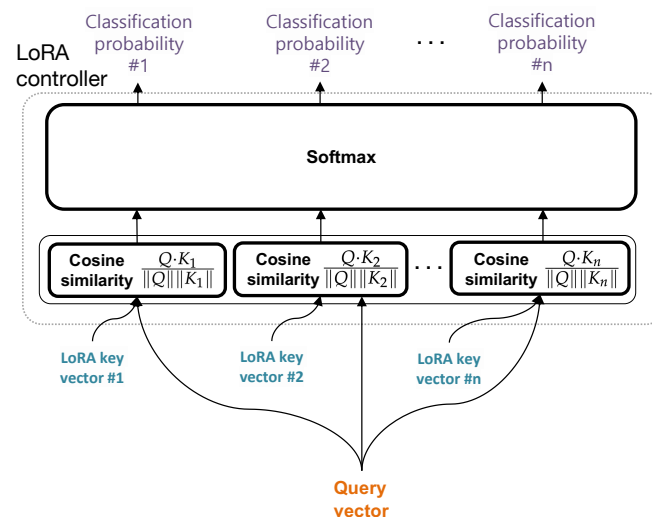 Classification probability #1
Classification probability #2
. . .
Classification probability #n
LoRA controller
Softmax
Cosine similarity Q·K₁ / ‖Q‖‖K₁‖
Cosine similarity Q·K₂ / ‖Q‖‖K₂‖
. . .
Cosine similarity Q·Kₙ / ‖Q‖‖Kₙ‖
LoRA key
vector #1
LoRA key
vector #2
LoRA key
vector #n
Query
vector